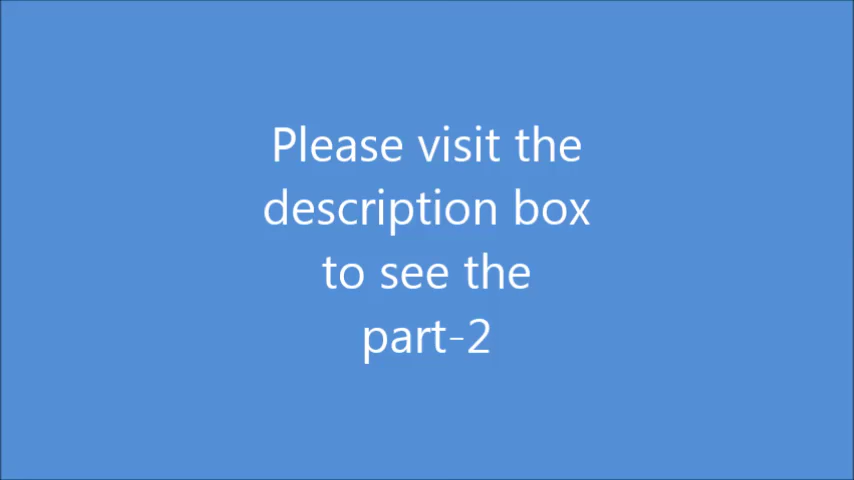 Please visit the
description box
to see the
part-2